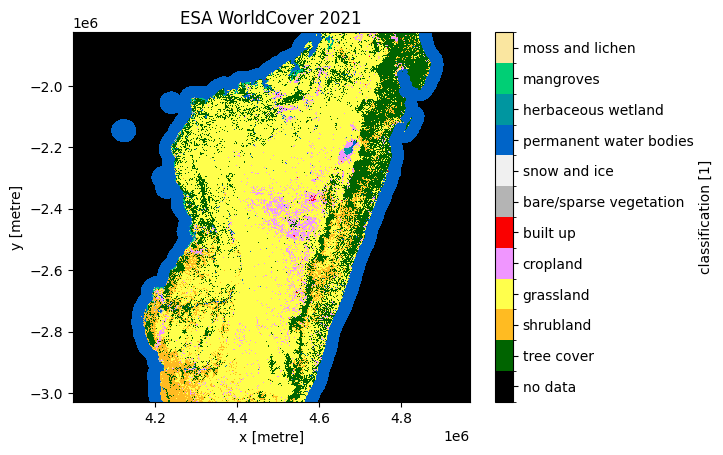 ESA WorldCover 2021
1e6
−2.0
−2.2
−2.4
−2.6
−2.8
−3.0
y [metre]
4.2
4.4
4.6
4.8
x [metre]
1e6
moss and lichen
mangroves
herbaceous wetland
permanent water bodies
snow and ice
bare/sparse vegetation
built up
cropland
grassland
shrubland
tree cover
no data
classification [1]